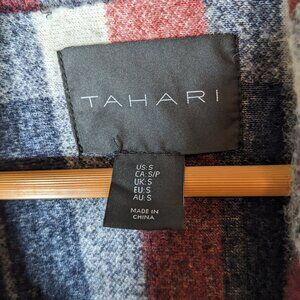 TAHARI
US:S
CA:S/P
UK:S
EU:S
AU:S
MADE IN
CHINA